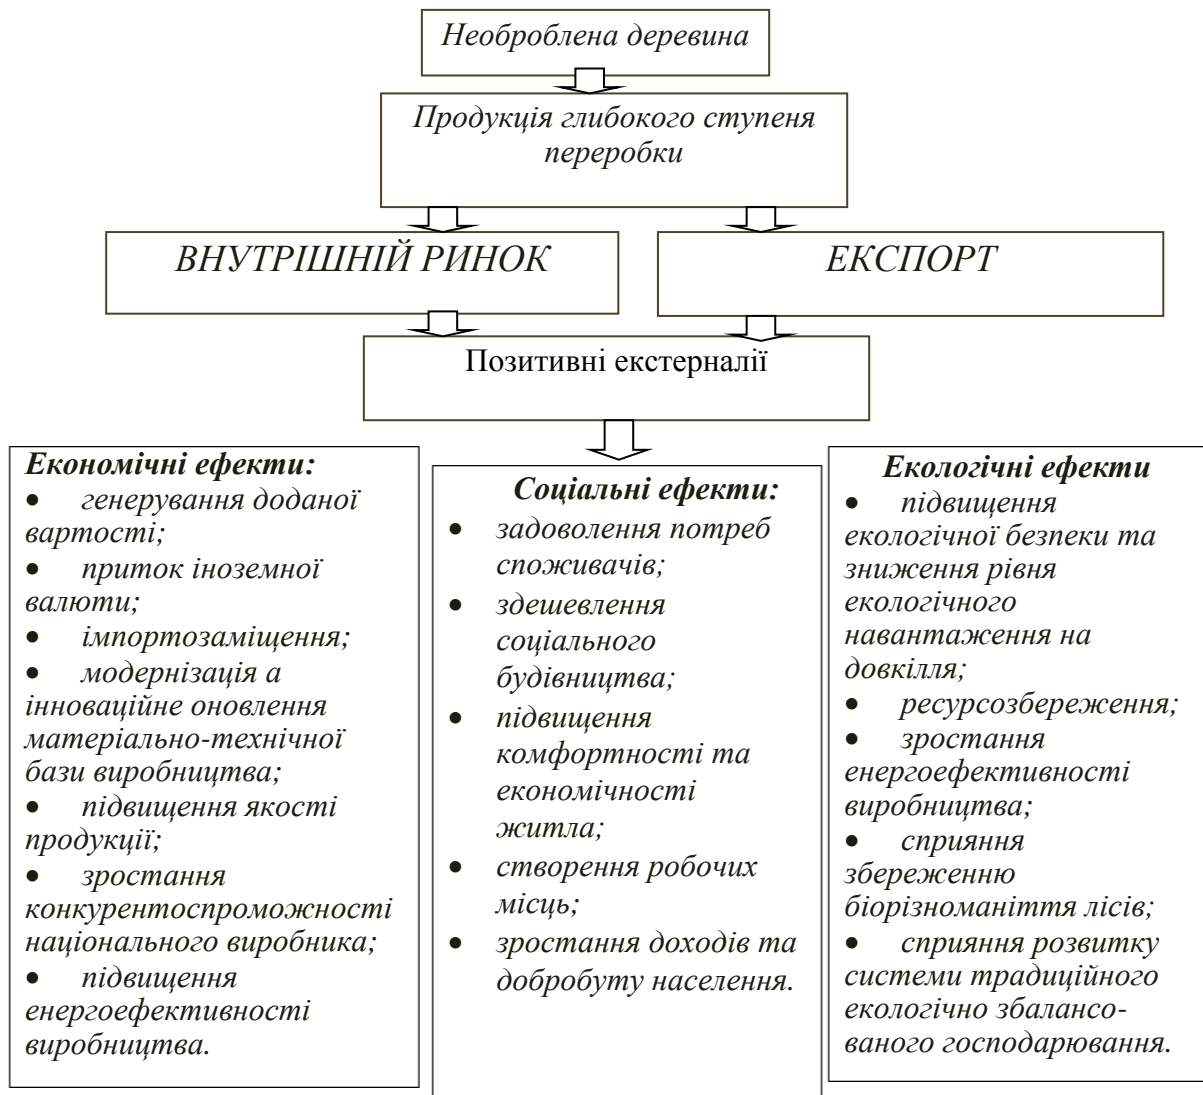 Необроблена деревина
Продукція глибокого ступеня
переробки
ВНУТРІШНІЙ РИНОК
ЕКСПОРТ
Позитивні екстерналії
Економічні ефекти:
• генерування доданої
вартості;
• приток іноземної
валюти;
• імпортозаміщення;
• модернізація а
інноваційне оновлення
матеріально-технічної
бази виробництва;
• підвищення якості
продукції;
• зростання
конкурентоспроможності
національного виробника;
• підвищення
енергоефективності
виробництва.
Соціальні ефекти:
• задоволення потреб
споживачів;
• здешевлення
соціального
будівництва;
• підвищення
комфортності та
економічності
житла;
• створення робочих
місць;
• зростання доходів та
добробуту населення.
Екологічні ефекти
• підвищення
екологічної безпеки та
зниження рівня
екологічного
навантаження на
довкілля;
• ресурсозбереження;
• зростання
енергоефективності
виробництва;
• сприяння
збереженню
біорізноманіття лісів;
• сприяння розвитку
системи традиційного
екологічно збалансо-
ваного господарювання.